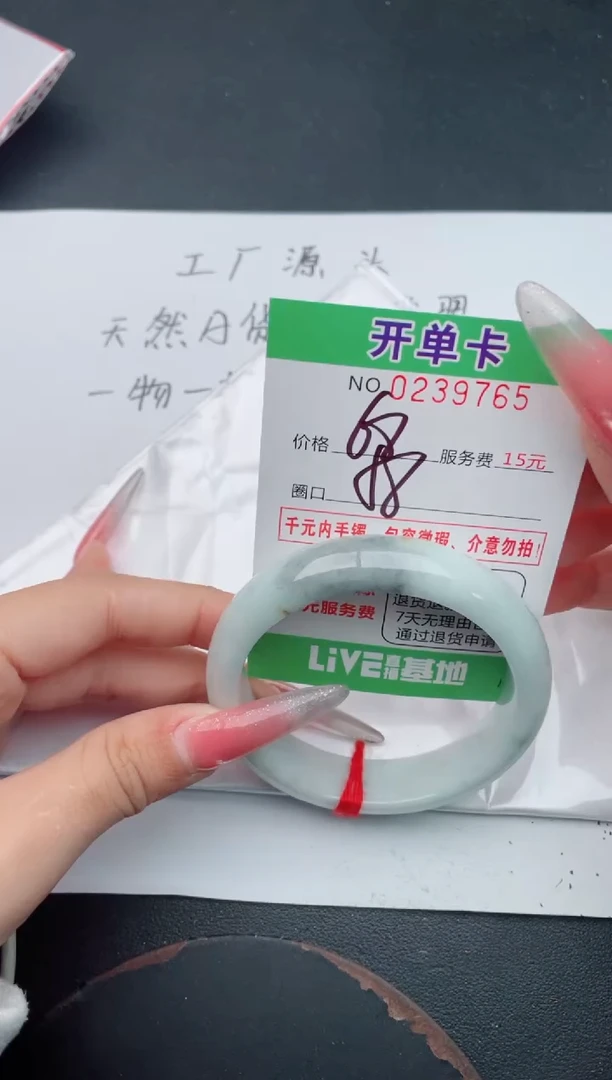 工厂源头
天然A货
一物一
开单卡
NO 0239765
价格 服务费 15元
圈口
千元内手镯、包容微瑕、介意勿拍!
元服务费
退货退
7天无理由
通过退货申请
LiVE直播基地